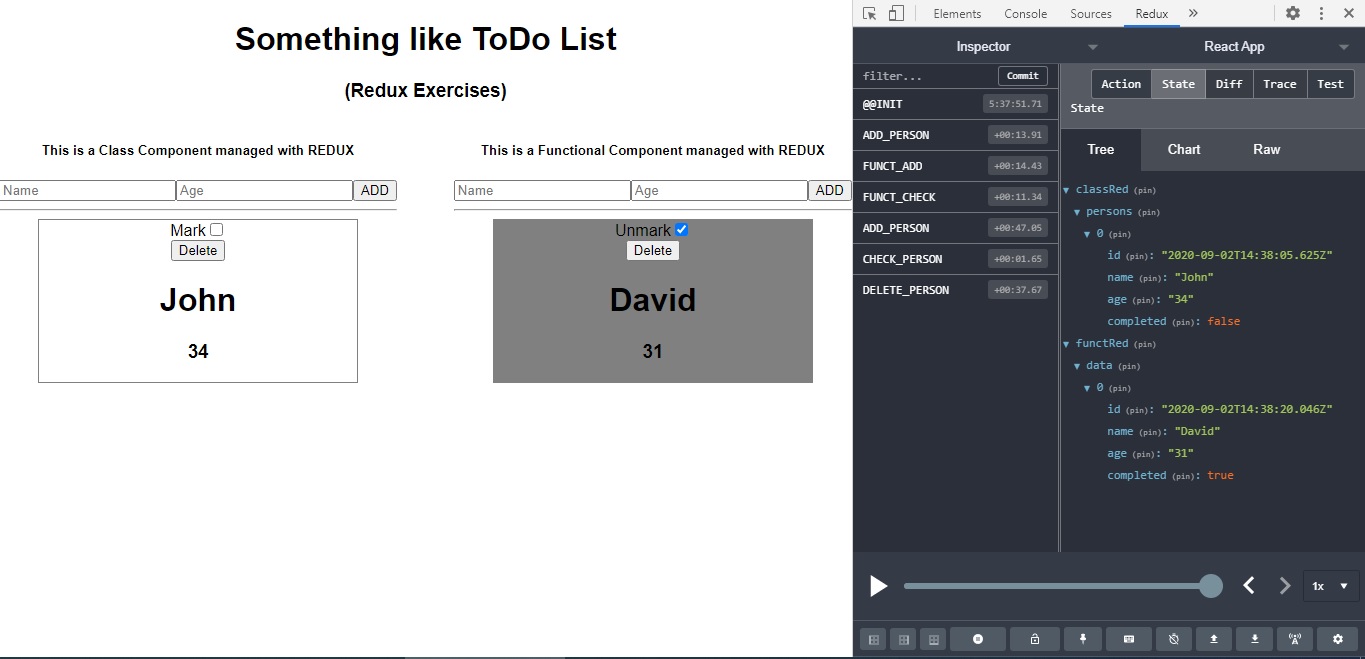 Something like ToDo List
(Redux Exercises)
This is a Class Component managed with REDUX
Name Age ADD
Mark
Delete
John
34
This is a Functional Component managed with REDUX
Name Age ADD
Unmark
Delete
David
31
Elements Console Sources Redux »
Inspector React App
filter... Commit
@@INIT 5:37:51.71
ADD_PERSON +00:13.91
FUNCT_ADD +00:14.43
FUNCT_CHECK +00:11.34
ADD_PERSON +00:47.05
CHECK_PERSON +00:01.65
DELETE_PERSON +00:37.67
Action State Diff Trace Test
State
Tree Chart Raw
classRed (pin)
persons (pin)
0 (pin)
id (pin): "2020-09-02T14:38:05.625Z"
name (pin): "John"
age (pin): "34"
completed (pin): false
functRed (pin)
data (pin)
0 (pin)
id (pin): "2020-09-02T14:38:20.046Z"
name (pin): "David"
age (pin): "31"
completed (pin): true
1x